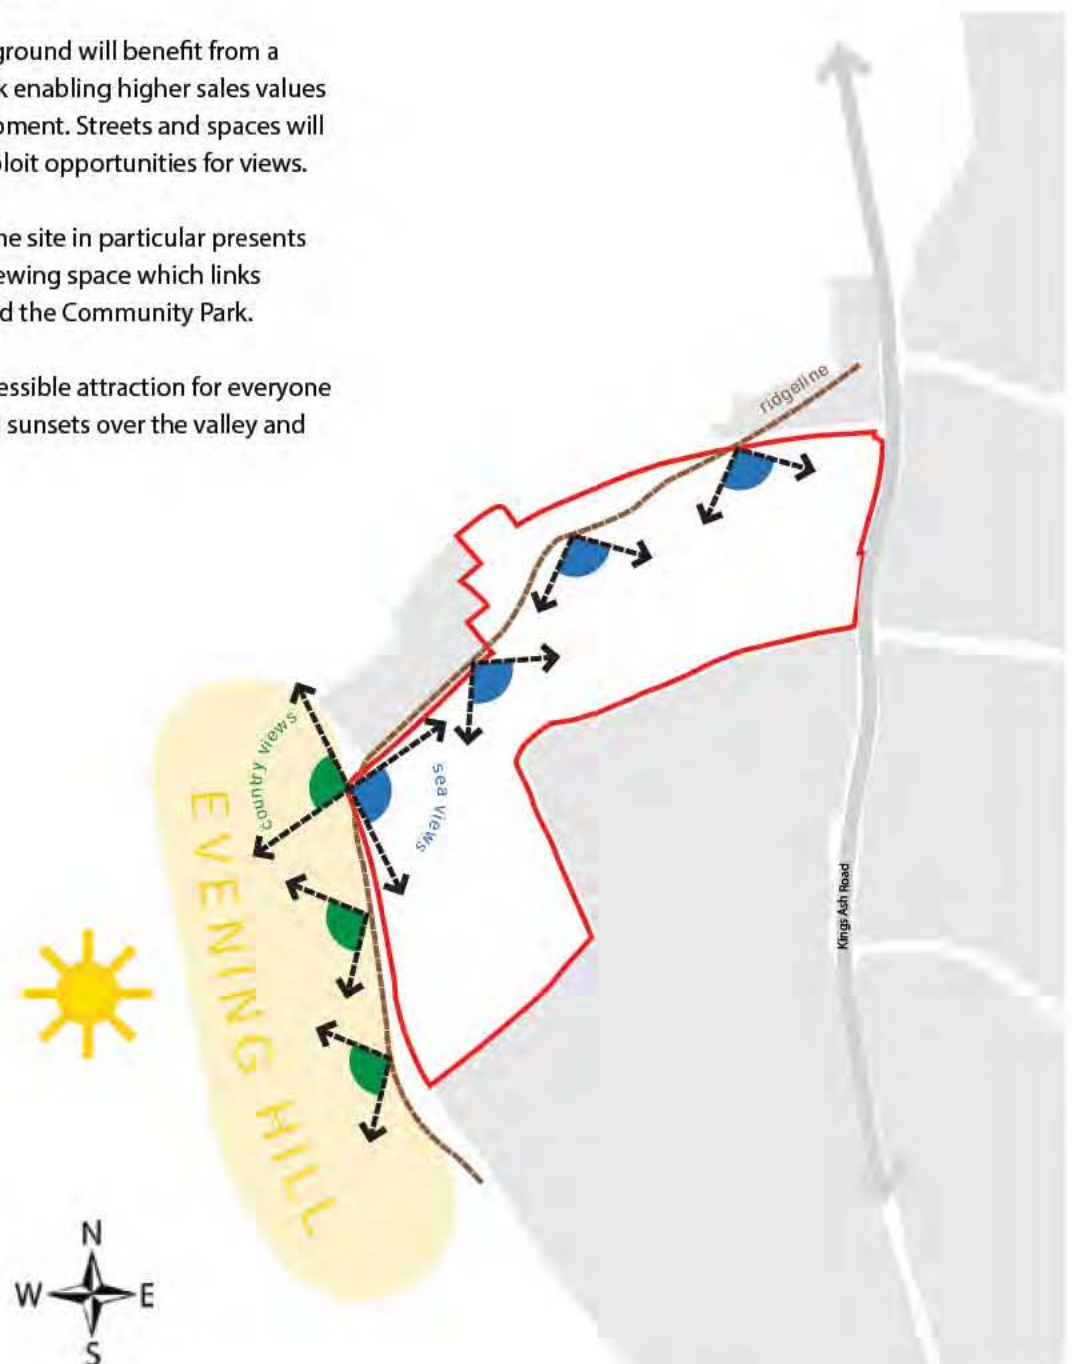 ground will benefit from a
k enabling higher sales values
pment. Streets and spaces will
ploit opportunities for views.
he site in particular presents
ewing space which links
d the Community Park.
essible attraction for everyone
sunsets over the valley and
ridgeline
country views
sea views
EVENING HILL
Kings Ash Road
N
W E
S